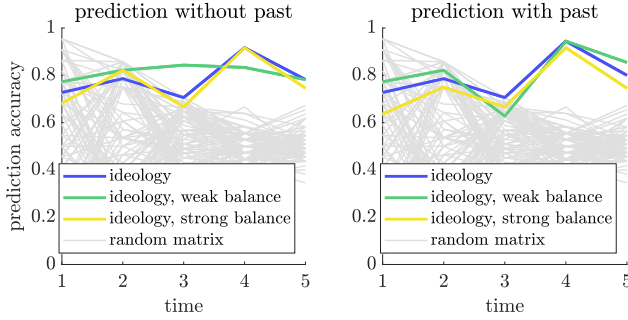 prediction without past
prediction accuracy
1
0.8
0.6
0.4
0.2
0
ideology
ideology, weak balance
ideology, strong balance
random matrix
1 2 3 4 5
time
prediction with past
1
0.8
0.6
0.4
0.2
0
ideology
ideology, weak balance
ideology, strong balance
random matrix
1 2 3 4 5
time